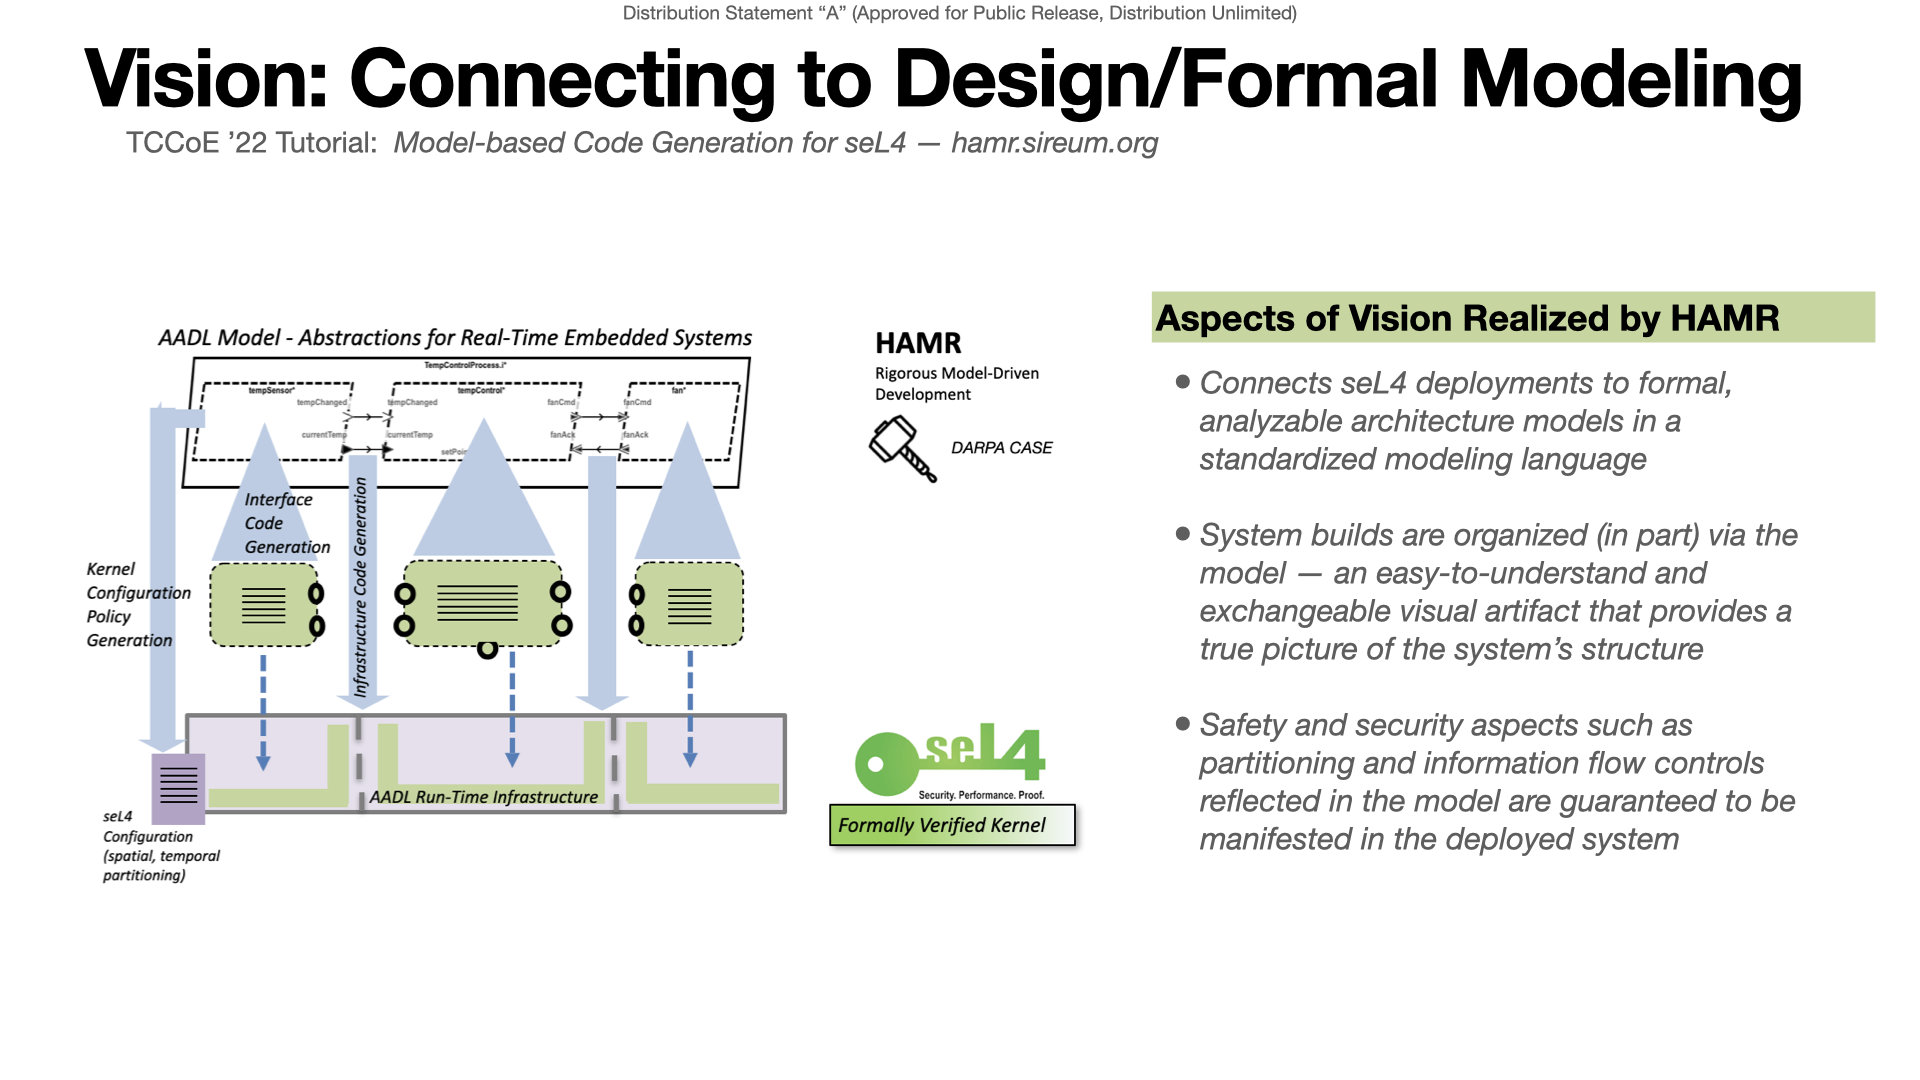 Distribution Statement “A” (Approved for Public Release, Distribution Unlimited)
Vision: Connecting to Design/Formal Modeling
TCCoE ’22 Tutorial: Model-based Code Generation for seL4 — hamr.sireum.org
AADL Model - Abstractions for Real-Time Embedded Systems
TempControlProcess.i*
tempSensor*
tempControl*
fan*
tempChanged
tempChanged
fanCmd
fanCmd
currentTemp
currentTemp
fanAck
fanAck
Interface
Code
Generation
Infrastructure Code Generation
Kernel
Configuration
Policy
Generation
AADL Run-Time Infrastructure
seL4
Configuration
(spatial, temporal
partitioning)
HAMR
Rigorous Model-Driven
Development
DARPA CASE
seL4
Security. Performance. Proof.
Formally Verified Kernel
Aspects of Vision Realized by HAMR
• Connects seL4 deployments to formal,
analyzable architecture models in a
standardized modeling language
• System builds are organized (in part) via the
model — an easy-to-understand and
exchangeable visual artifact that provides a
true picture of the system’s structure
• Safety and security aspects such as
partitioning and information flow controls
reflected in the model are guaranteed to be
manifested in the deployed system